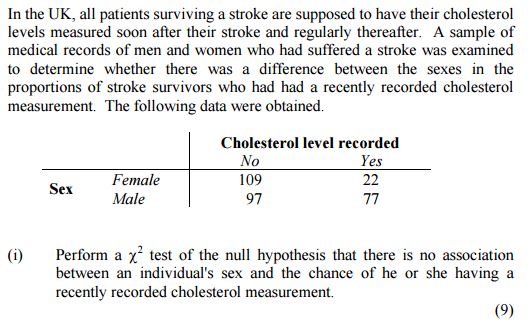 In the UK, all patients surviving a stroke are supposed to have their cholesterol
levels measured soon after their stroke and regularly thereafter. A sample of
medical records of men and women who had suffered a stroke was examined
to determine whether there was a difference between the sexes in the
proportions of stroke survivors who had had a recently recorded cholesterol
measurement. The following data were obtained.
Cholesterol level recorded
No Yes
Sex Female 109 22
Male 97 77
(i) Perform a χ² test of the null hypothesis that there is no association
between an individual's sex and the chance of he or she having a
recently recorded cholesterol measurement.
(9)